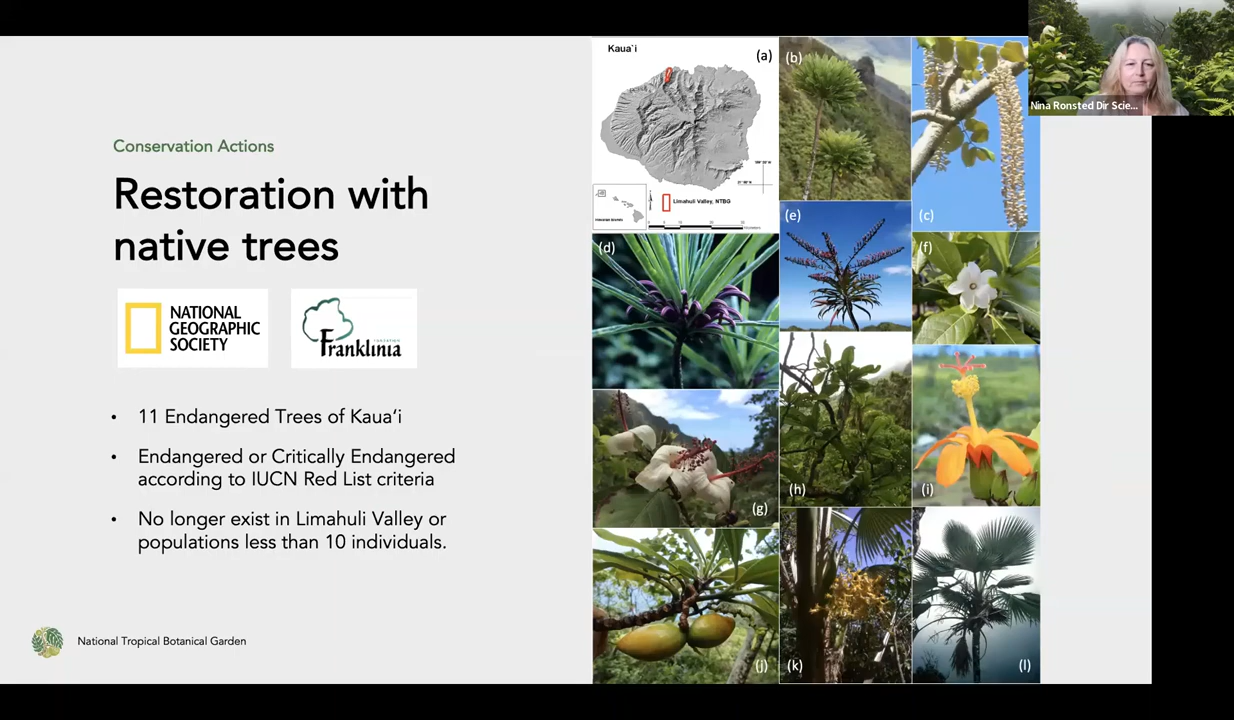 Conservation Actions
Restoration with
native trees
NATIONAL
GEOGRAPHIC
SOCIETY
Franklinia
• 11 Endangered Trees of Kauaʻi
• Endangered or Critically Endangered
according to IUCN Red List criteria
• No longer exist in Limahuli Valley or
populations less than 10 individuals.
National Tropical Botanical Garden
Kaua`i
(a)
Limahuli Valley, NTBG
(b)
(c)
(d)
(e)
(f)
(g)
(h)
(i)
(j)
(k)
(l)
Nina Ronsted Dir Scie...